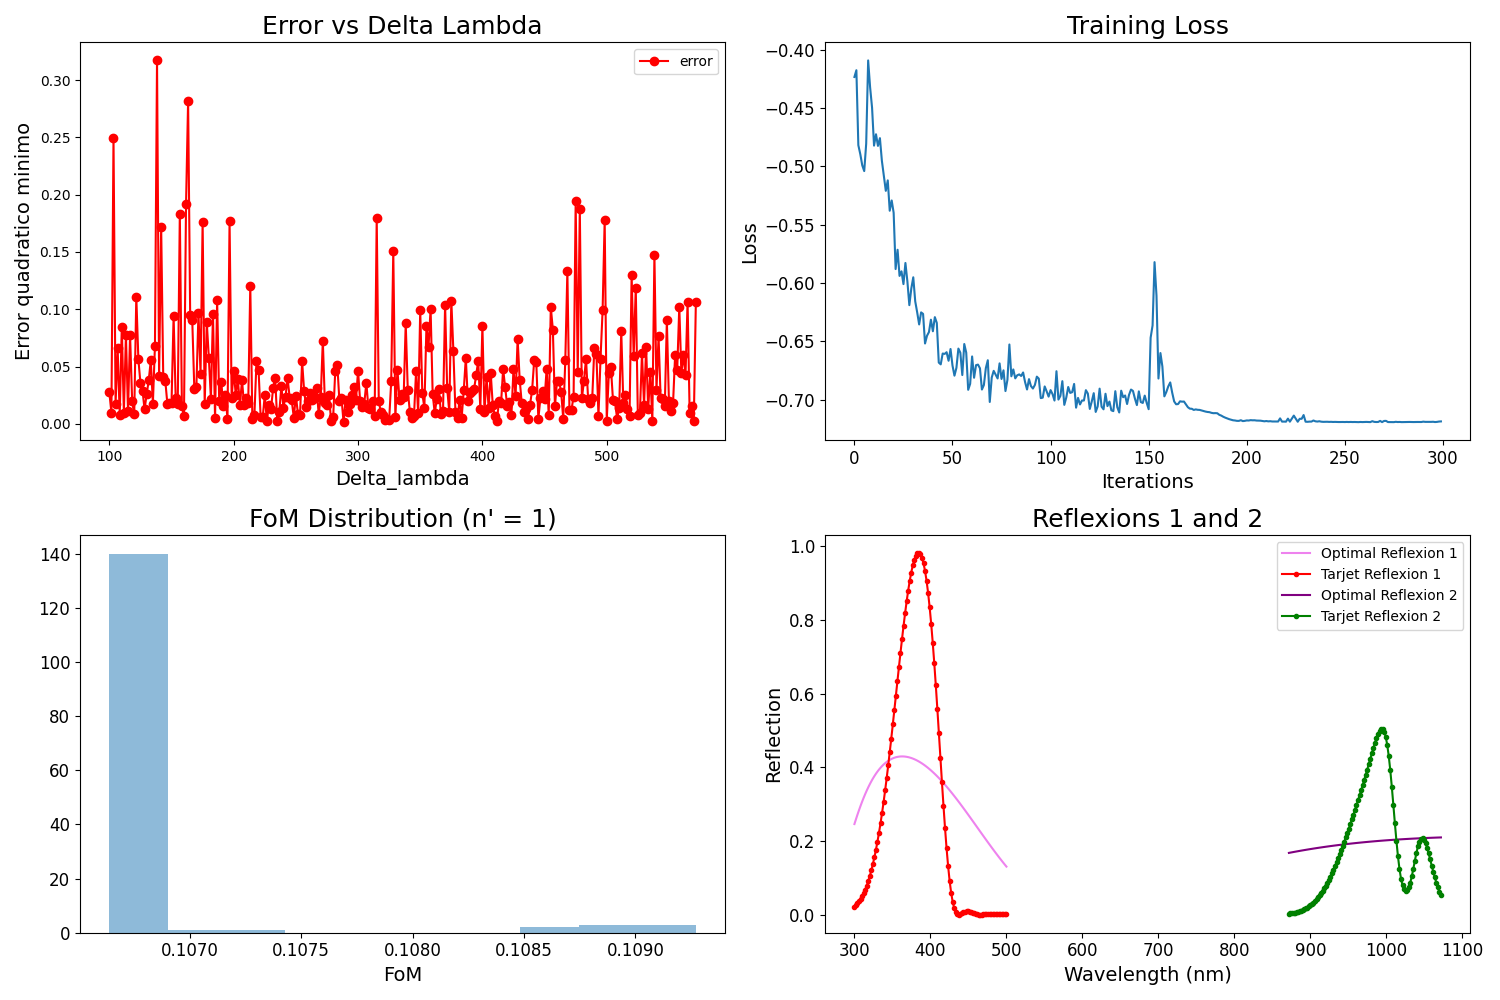 Error vs Delta Lambda
error
Error quadratico minimo
0.30
0.25
0.20
0.15
0.10
0.05
0.00
100 200 300 400 500
Delta_lambda
Training Loss
Loss
−0.40
−0.45
−0.50
−0.55
−0.60
−0.65
−0.70
0 50 100 150 200 250 300
Iterations
FoM Distribution (n' = 1)
140
120
100
80
60
40
20
0
0.1070 0.1075 0.1080 0.1085 0.1090
FoM
Reflexions 1 and 2
Optimal Reflexion 1
Tarjet Reflexion 1
Optimal Reflexion 2
Tarjet Reflexion 2
Reflection
1.0
0.8
0.6
0.4
0.2
0.0
300 400 500 600 700 800 900 1000 1100
Wavelength (nm)